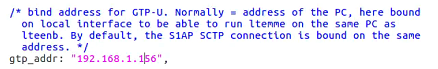 /* bind address for GTP-U. Normally = address of the PC, here bound
on local interface to be able to run ltemme on the same PC as
lteenb. By default, the S1AP SCTP connection is bound on the same
address. */
gtp_addr: "192.168.1.156",